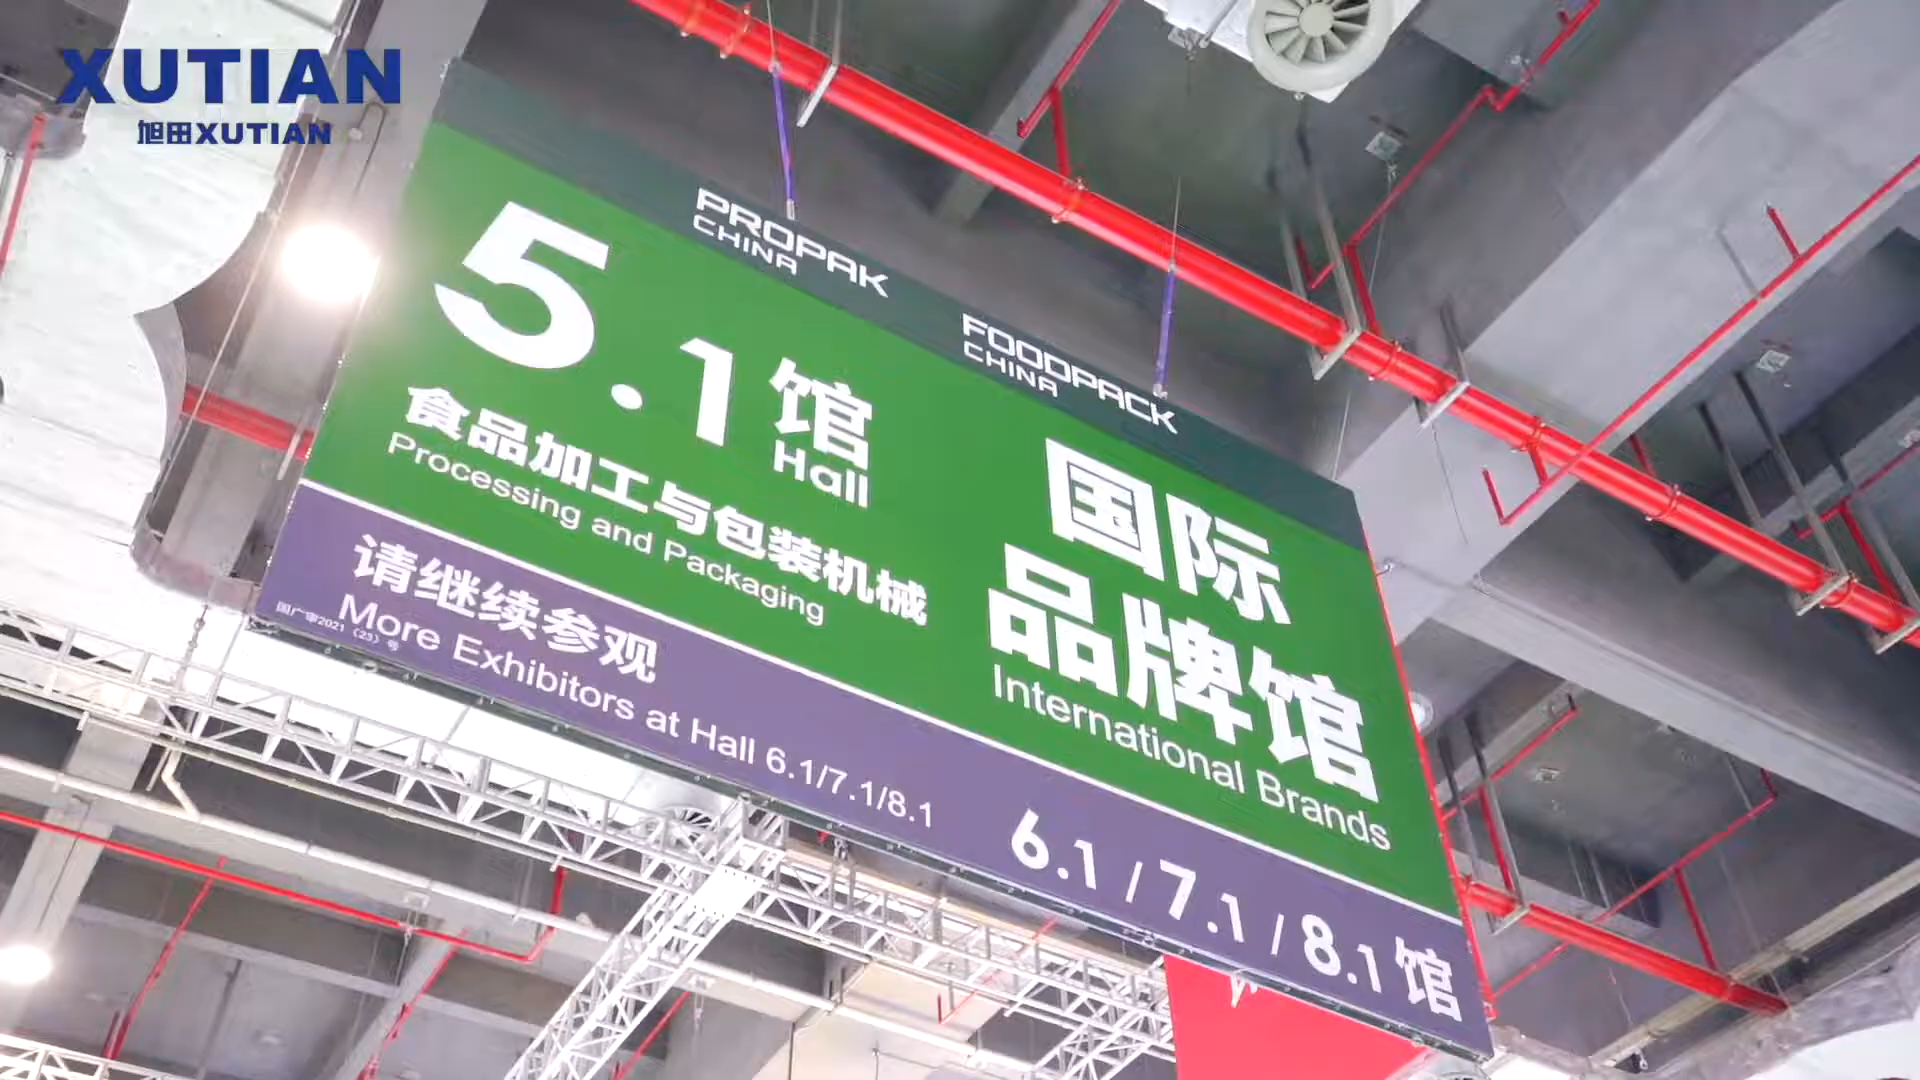 XUTIAN
旭田XUTIAN
PROPAK
CHINA
FOODPACK
CHINA
5.1 馆
Hall
食品加工与包装机械
Processing and Packaging
国际
品牌馆
International Brands
请继续参观
More Exhibitors at Hall 6.1/7.1/8.1
国广审2021（23）号
6.1 / 7.1 / 8.1 馆